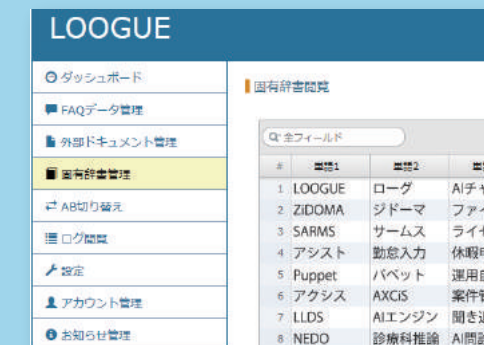 LOOGUE
ダッシュボード
FAQデータ管理
外部ドキュメント管理
固有辞書管理
AB切り替え
ログ閲覧
設定
アカウント管理
お知らせ管理
固有辞書閲覧
全フィールド
# 単語1 単語2
1 LOOGUE ローグ AIチャ
2 ZiDOMA ジドーマ ファイ
3 SARMS サームス ライセ
4 アシスト 勤怠入力 休暇申
5 Puppet パペット 運用自
6 アクシス AXCiS 案件管
7 LLDS AIエンジン 聞き返
8 NEDO 診療科推論 AI問診